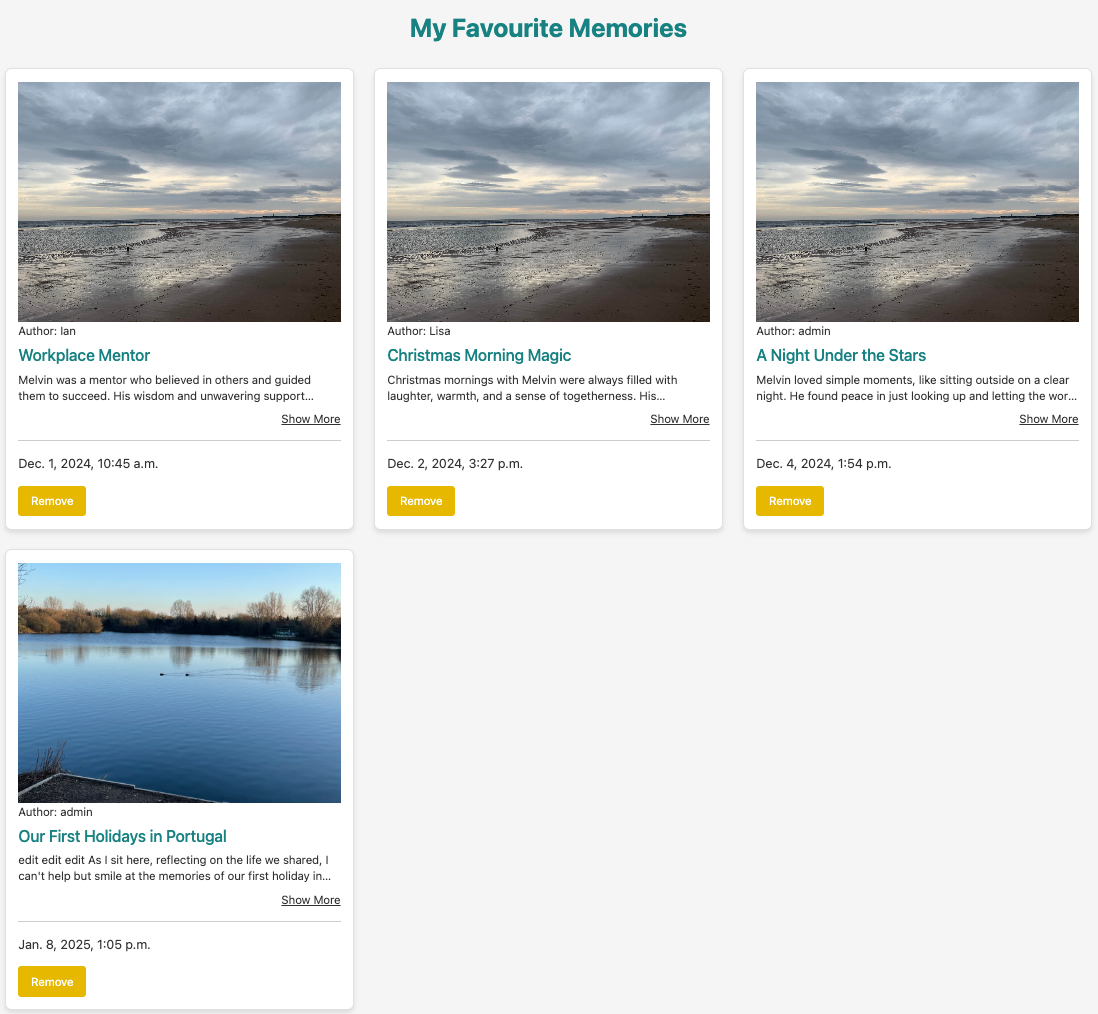 My Favourite Memories
Author: Ian
Workplace Mentor
Melvin was a mentor who believed in others and guided
them to succeed. His wisdom and unwavering support...
Show More
Dec. 1, 2024, 10:45 a.m.
Remove
Author: Lisa
Christmas Morning Magic
Christmas mornings with Melvin were always filled with
laughter, warmth, and a sense of togetherness. His...
Show More
Dec. 2, 2024, 3:27 p.m.
Remove
Author: admin
A Night Under the Stars
Melvin loved simple moments, like sitting outside on a clear
night. He found peace in just looking up and letting the wor...
Show More
Dec. 4, 2024, 1:54 p.m.
Remove
Author: admin
Our First Holidays in Portugal
edit edit edit As I sit here, reflecting on the life we shared, I
can't help but smile at the memories of our first holiday in...
Show More
Jan. 8, 2025, 1:05 p.m.
Remove